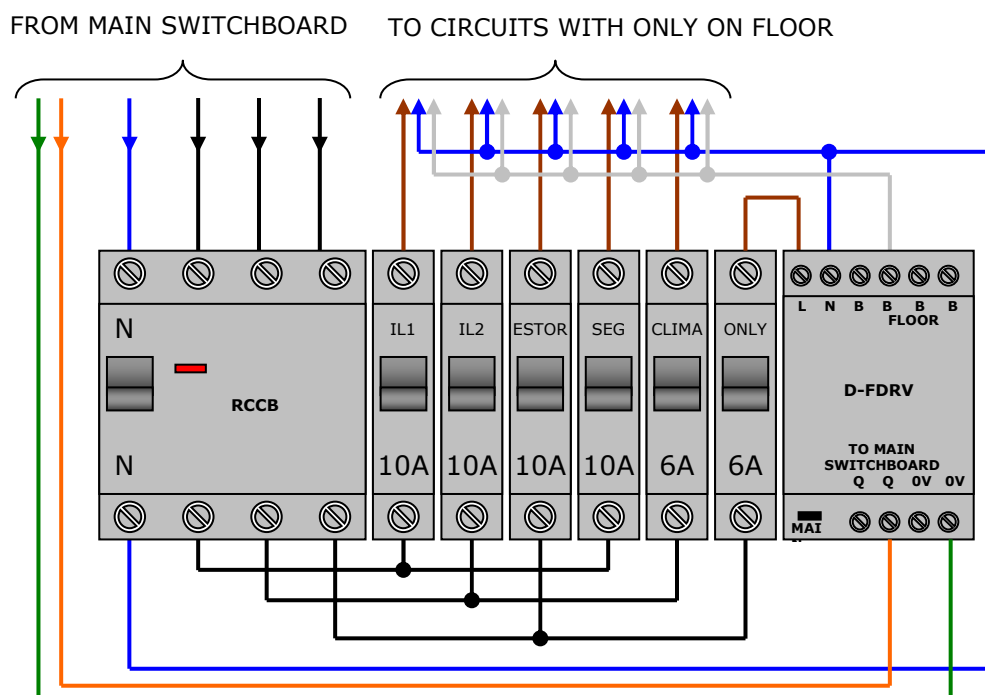 FROM MAIN SWITCHBOARD
TO CIRCUITS WITH ONLY ON FLOOR
L N B B B B
FLOOR
N
IL1 IL2 ESTOR SEG CLIMA ONLY
RCCB
D-FDRV
N
10A 10A 10A 10A 6A 6A
TO MAIN
SWITCHBOARD
Q Q 0V 0V
MAI